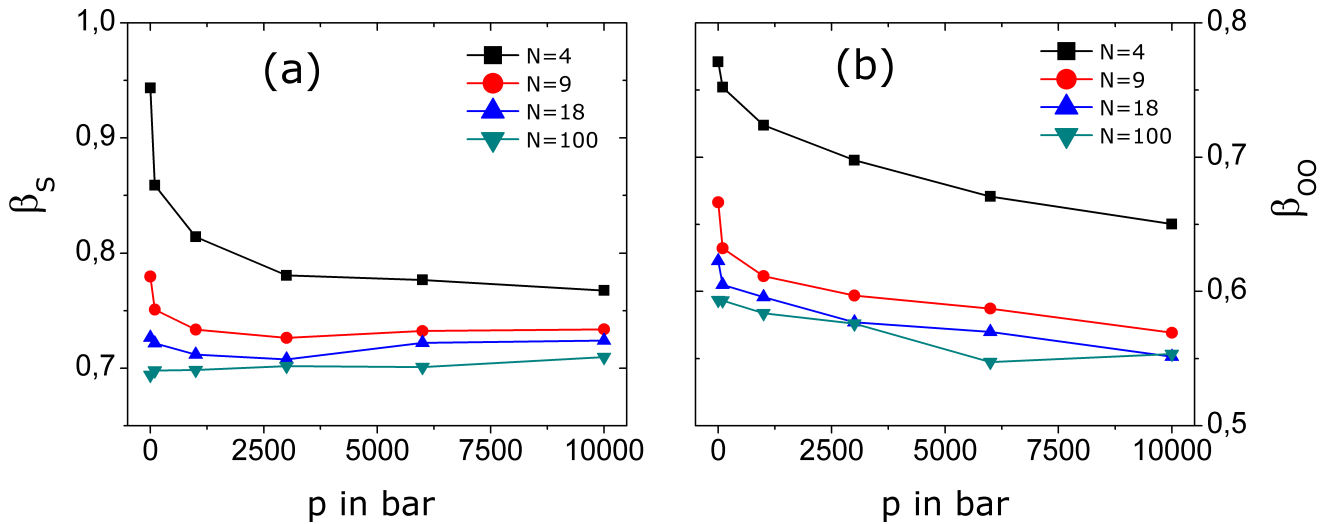 (a)
1,0
0,9
0,8
0,7
βs
N=4
N=9
N=18
N=100
0 2500 5000 7500 10000
p in bar
(b)
N=4
N=9
N=18
N=100
0,8
0,7
0,6
0,5
βOO
0 2500 5000 7500 10000
p in bar